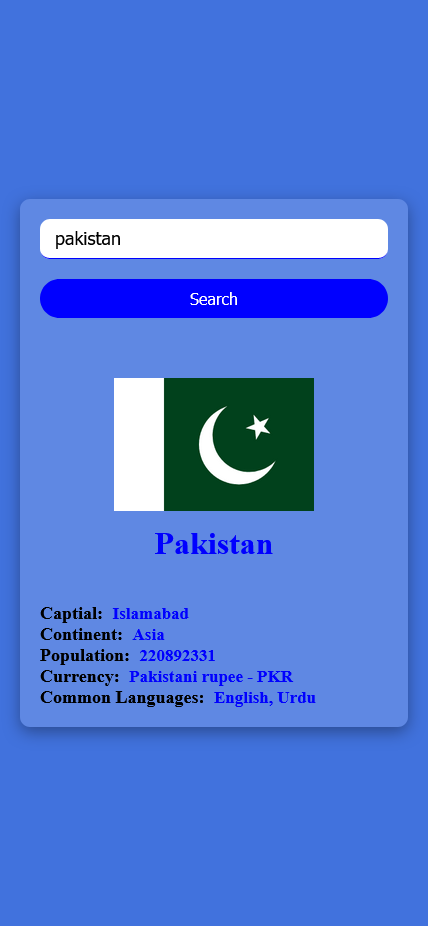 pakistan
Search
Pakistan
Captial: Islamabad
Continent: Asia
Population: 220892331
Currency: Pakistani rupee - PKR
Common Languages: English, Urdu